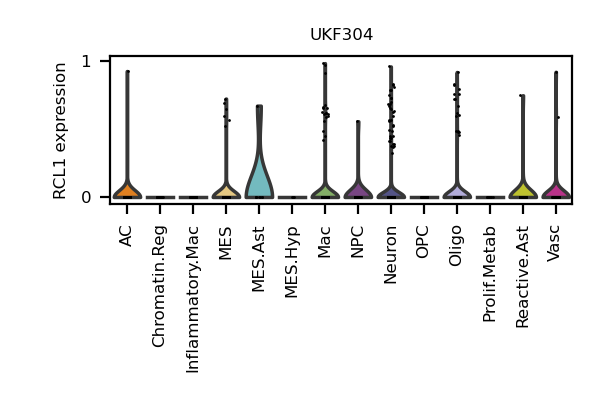 UKF304
RCL1 expression
1
0
AC
Chromatin.Reg
Inflammatory.Mac
MES
MES.Ast
MES.Hyp
Mac
NPC
Neuron
OPC
Oligo
Prolif.Metab
Reactive.Ast
Vasc